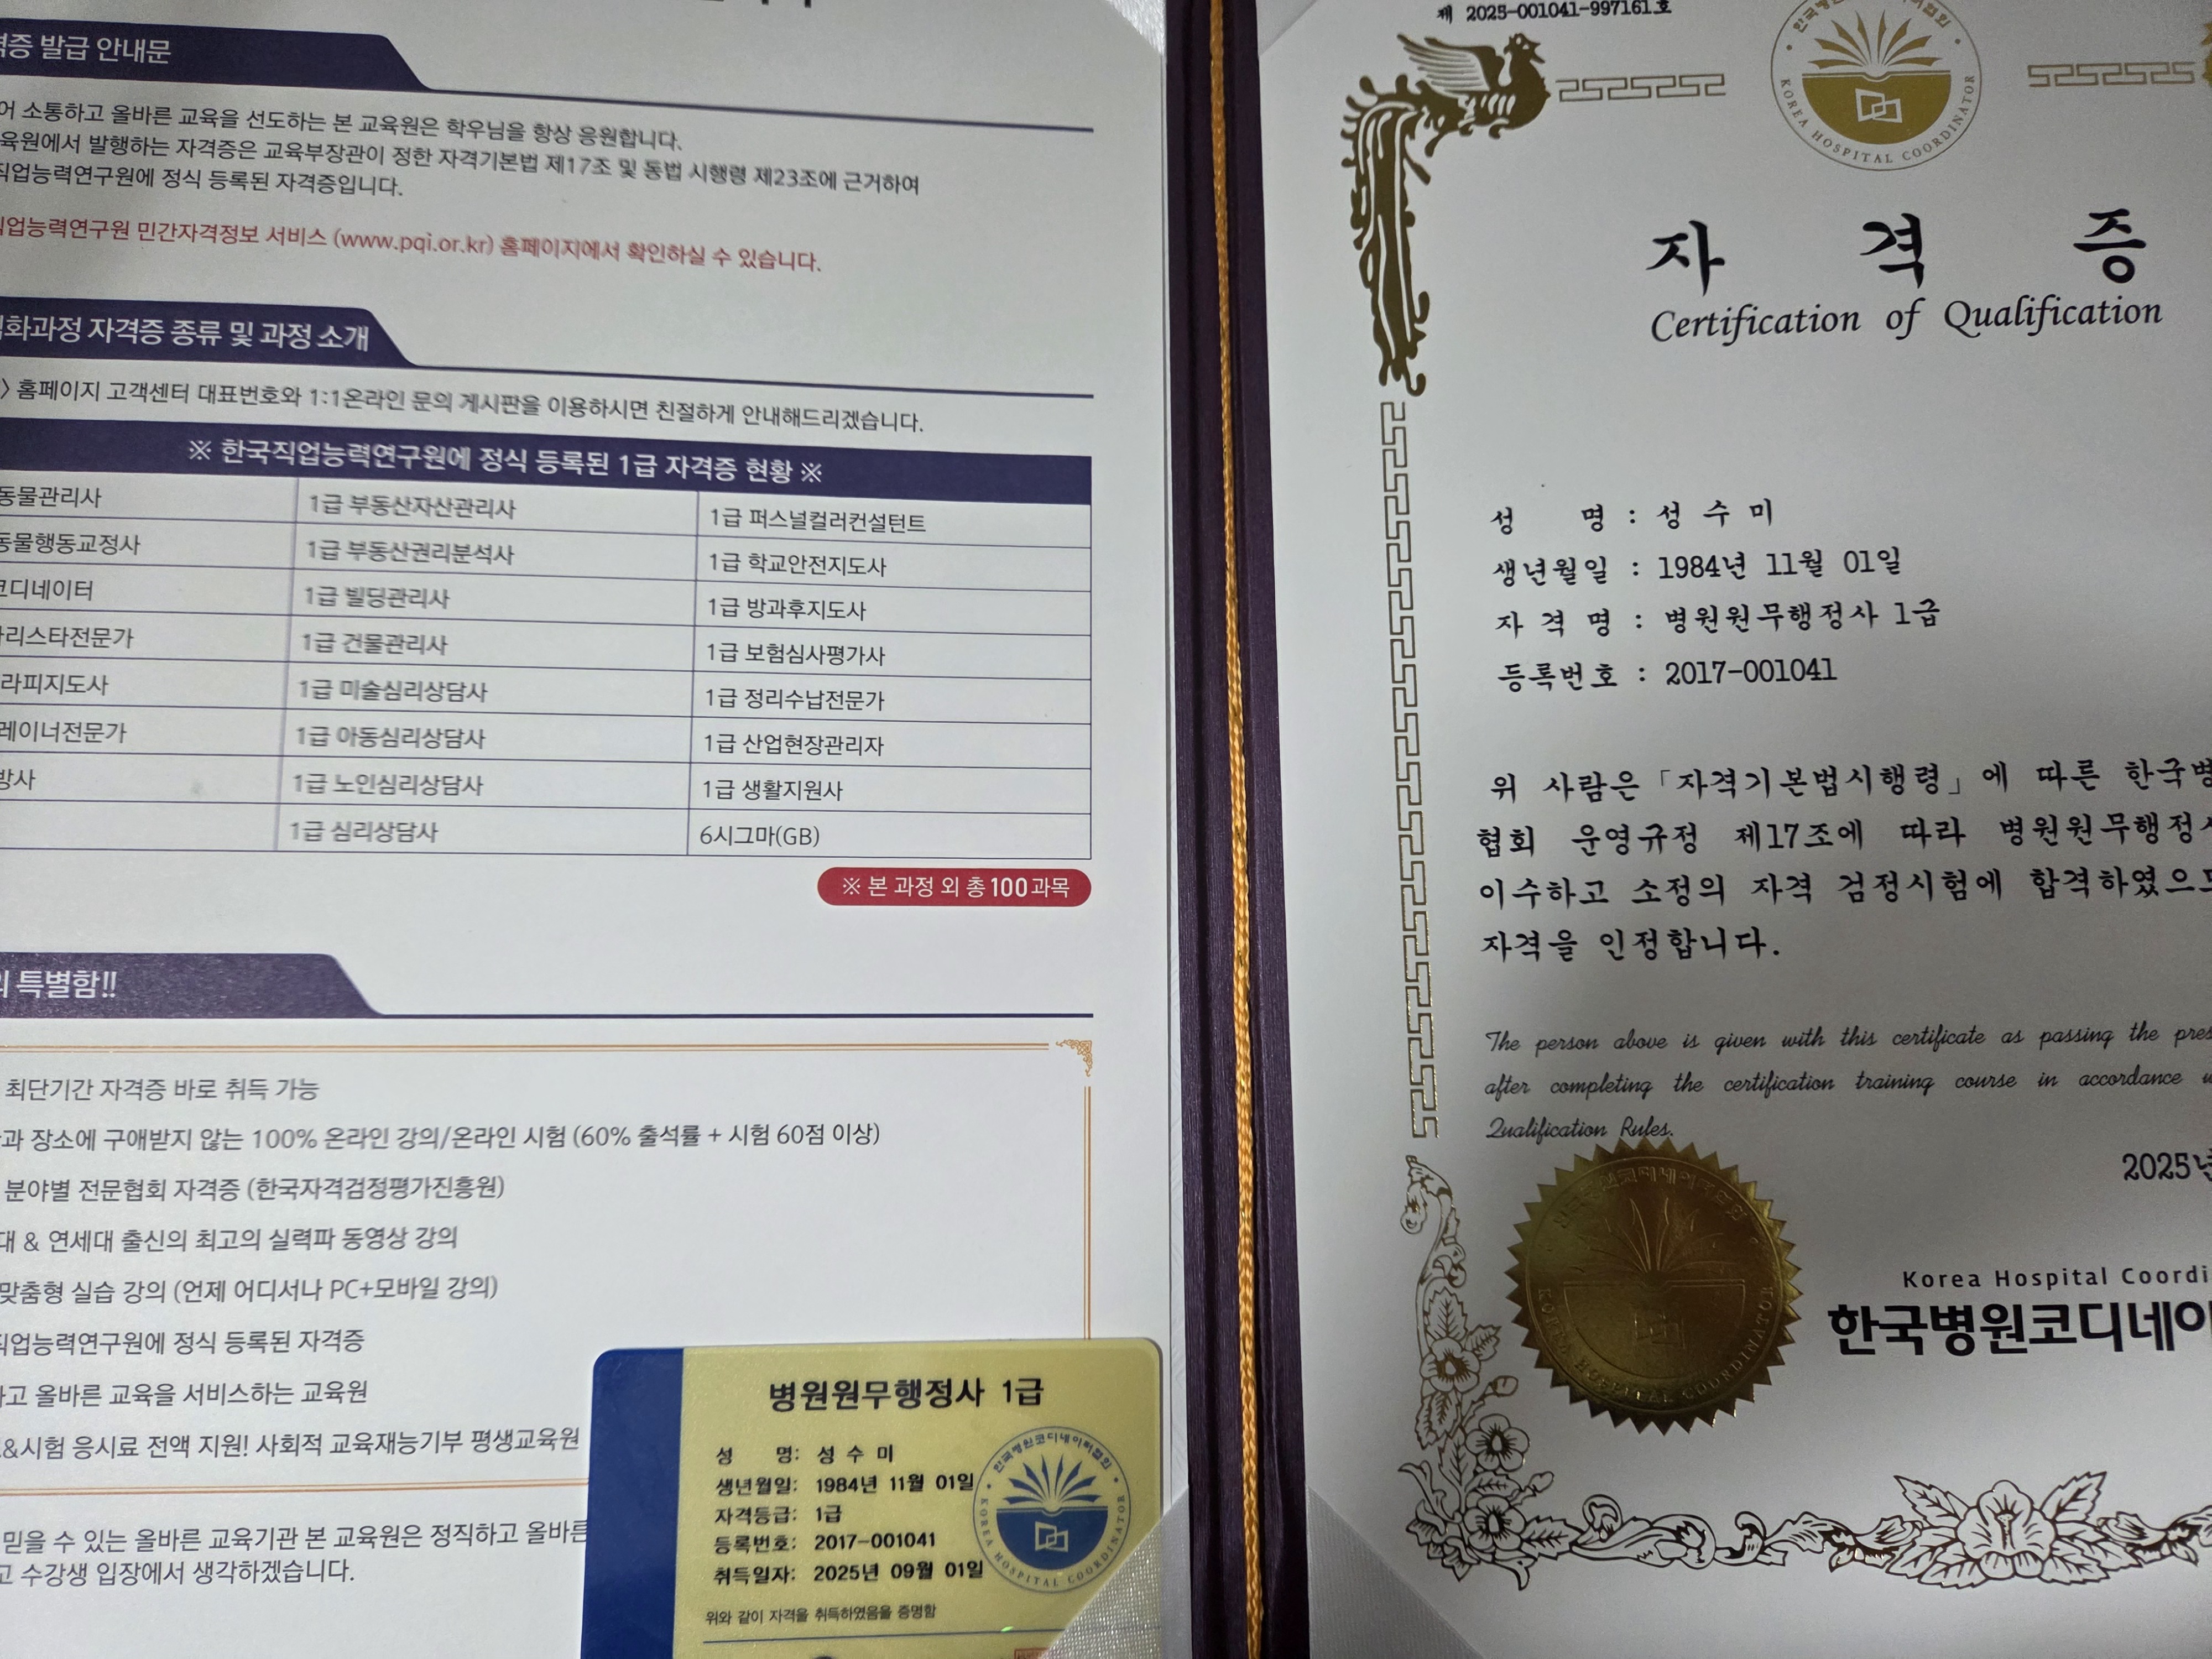 격증 발급 안내문
어 소통하고 올바른 교육을 선도하는 본 교육원은 학우님을 항상 응원합니다.
육원에서 발행하는 자격증은 교육부장관이 정한 자격기본법 제17조 및 동법 시행령 제23조에 근거하여
직업능력연구원에 정식 등록된 자격증입니다.
직업능력연구원 민간자격정보 서비스 (www.pqi.or.kr) 홈페이지에서 확인하실 수 있습니다.
화과정 자격증 종류 및 과정 소개
> 홈페이지 고객센터 대표번호와 1:1온라인 문의 게시판을 이용하시면 친절하게 안내해드리겠습니다.
※ 한국직업능력연구원에 정식 등록된 1급 자격증 현황 ※
동물관리사 1급 부동산자산관리사 1급 퍼스널컬러컨설턴트
동물행동교정사 1급 부동산권리분석사 1급 학교안전지도사
코디네이터 1급 빌딩관리사 1급 방과후지도사
바리스타전문가 1급 건물관리사 1급 보험심사평가사
라피지도사 1급 미술심리상담사 1급 정리수납전문가
레이너전문가 1급 아동심리상담사 1급 산업현장관리자
방사 1급 노인심리상담사 1급 생활지원사
1급 심리상담사 6시그마(GB)
※ 본 과정 외 총 100과목
의 특별함!!
최단기간 자격증 바로 취득 가능
과 장소에 구애받지 않는 100% 온라인 강의/온라인 시험 (60% 출석률 + 시험 60점 이상)
분야별 전문협회 자격증 (한국자격검정평가진흥원)
대 & 연세대 출신의 최고의 실력파 동영상 강의
맞춤형 실습 강의 (언제 어디서나 PC+모바일 강의)
직업능력연구원에 정식 등록된 자격증
하고 올바른 교육을 서비스하는 교육원
&시험 응시료 전액 지원! 사회적 교육재능기부 평생교육원
믿을 수 있는 올바른 교육기관 본 교육원은 정직하고 올바른
고 수강생 입장에서 생각하겠습니다.
병원원무행정사 1급
성 명: 성 수 미
생년월일: 1984년 11월 01일
자격등급: 1급
등록번호: 2017-001041
취득일자: 2025년 09월 01일
위와 같이 자격을 취득하였음을 증명함
한국병원코디네이터협회
KOREA HOSPITAL COORDINATOR
제 2025-001041-997161호
KOREA HOSPITAL COORDINATOR
자 격 증
Certification of Qualification
성 명 : 성 수 미
생년월일 : 1984년 11월 01일
자 격 명 : 병원원무행정사 1급
등록번호 : 2017-001041
위 사람은 「자격기본법시행령」에 따른 한국병
협회 운영규정 제17조에 따라 병원원무행정사
이수하고 소정의 자격 검정시험에 합격하였으므
자격을 인정합니다.
The person above is given with this certificate as passing the pres
after completing the certification training course in accordance w
Qualification Rules.
2025년
Korea Hospital Coordi
한국병원코디네이
KOREA HOSPITAL COORDINATOR